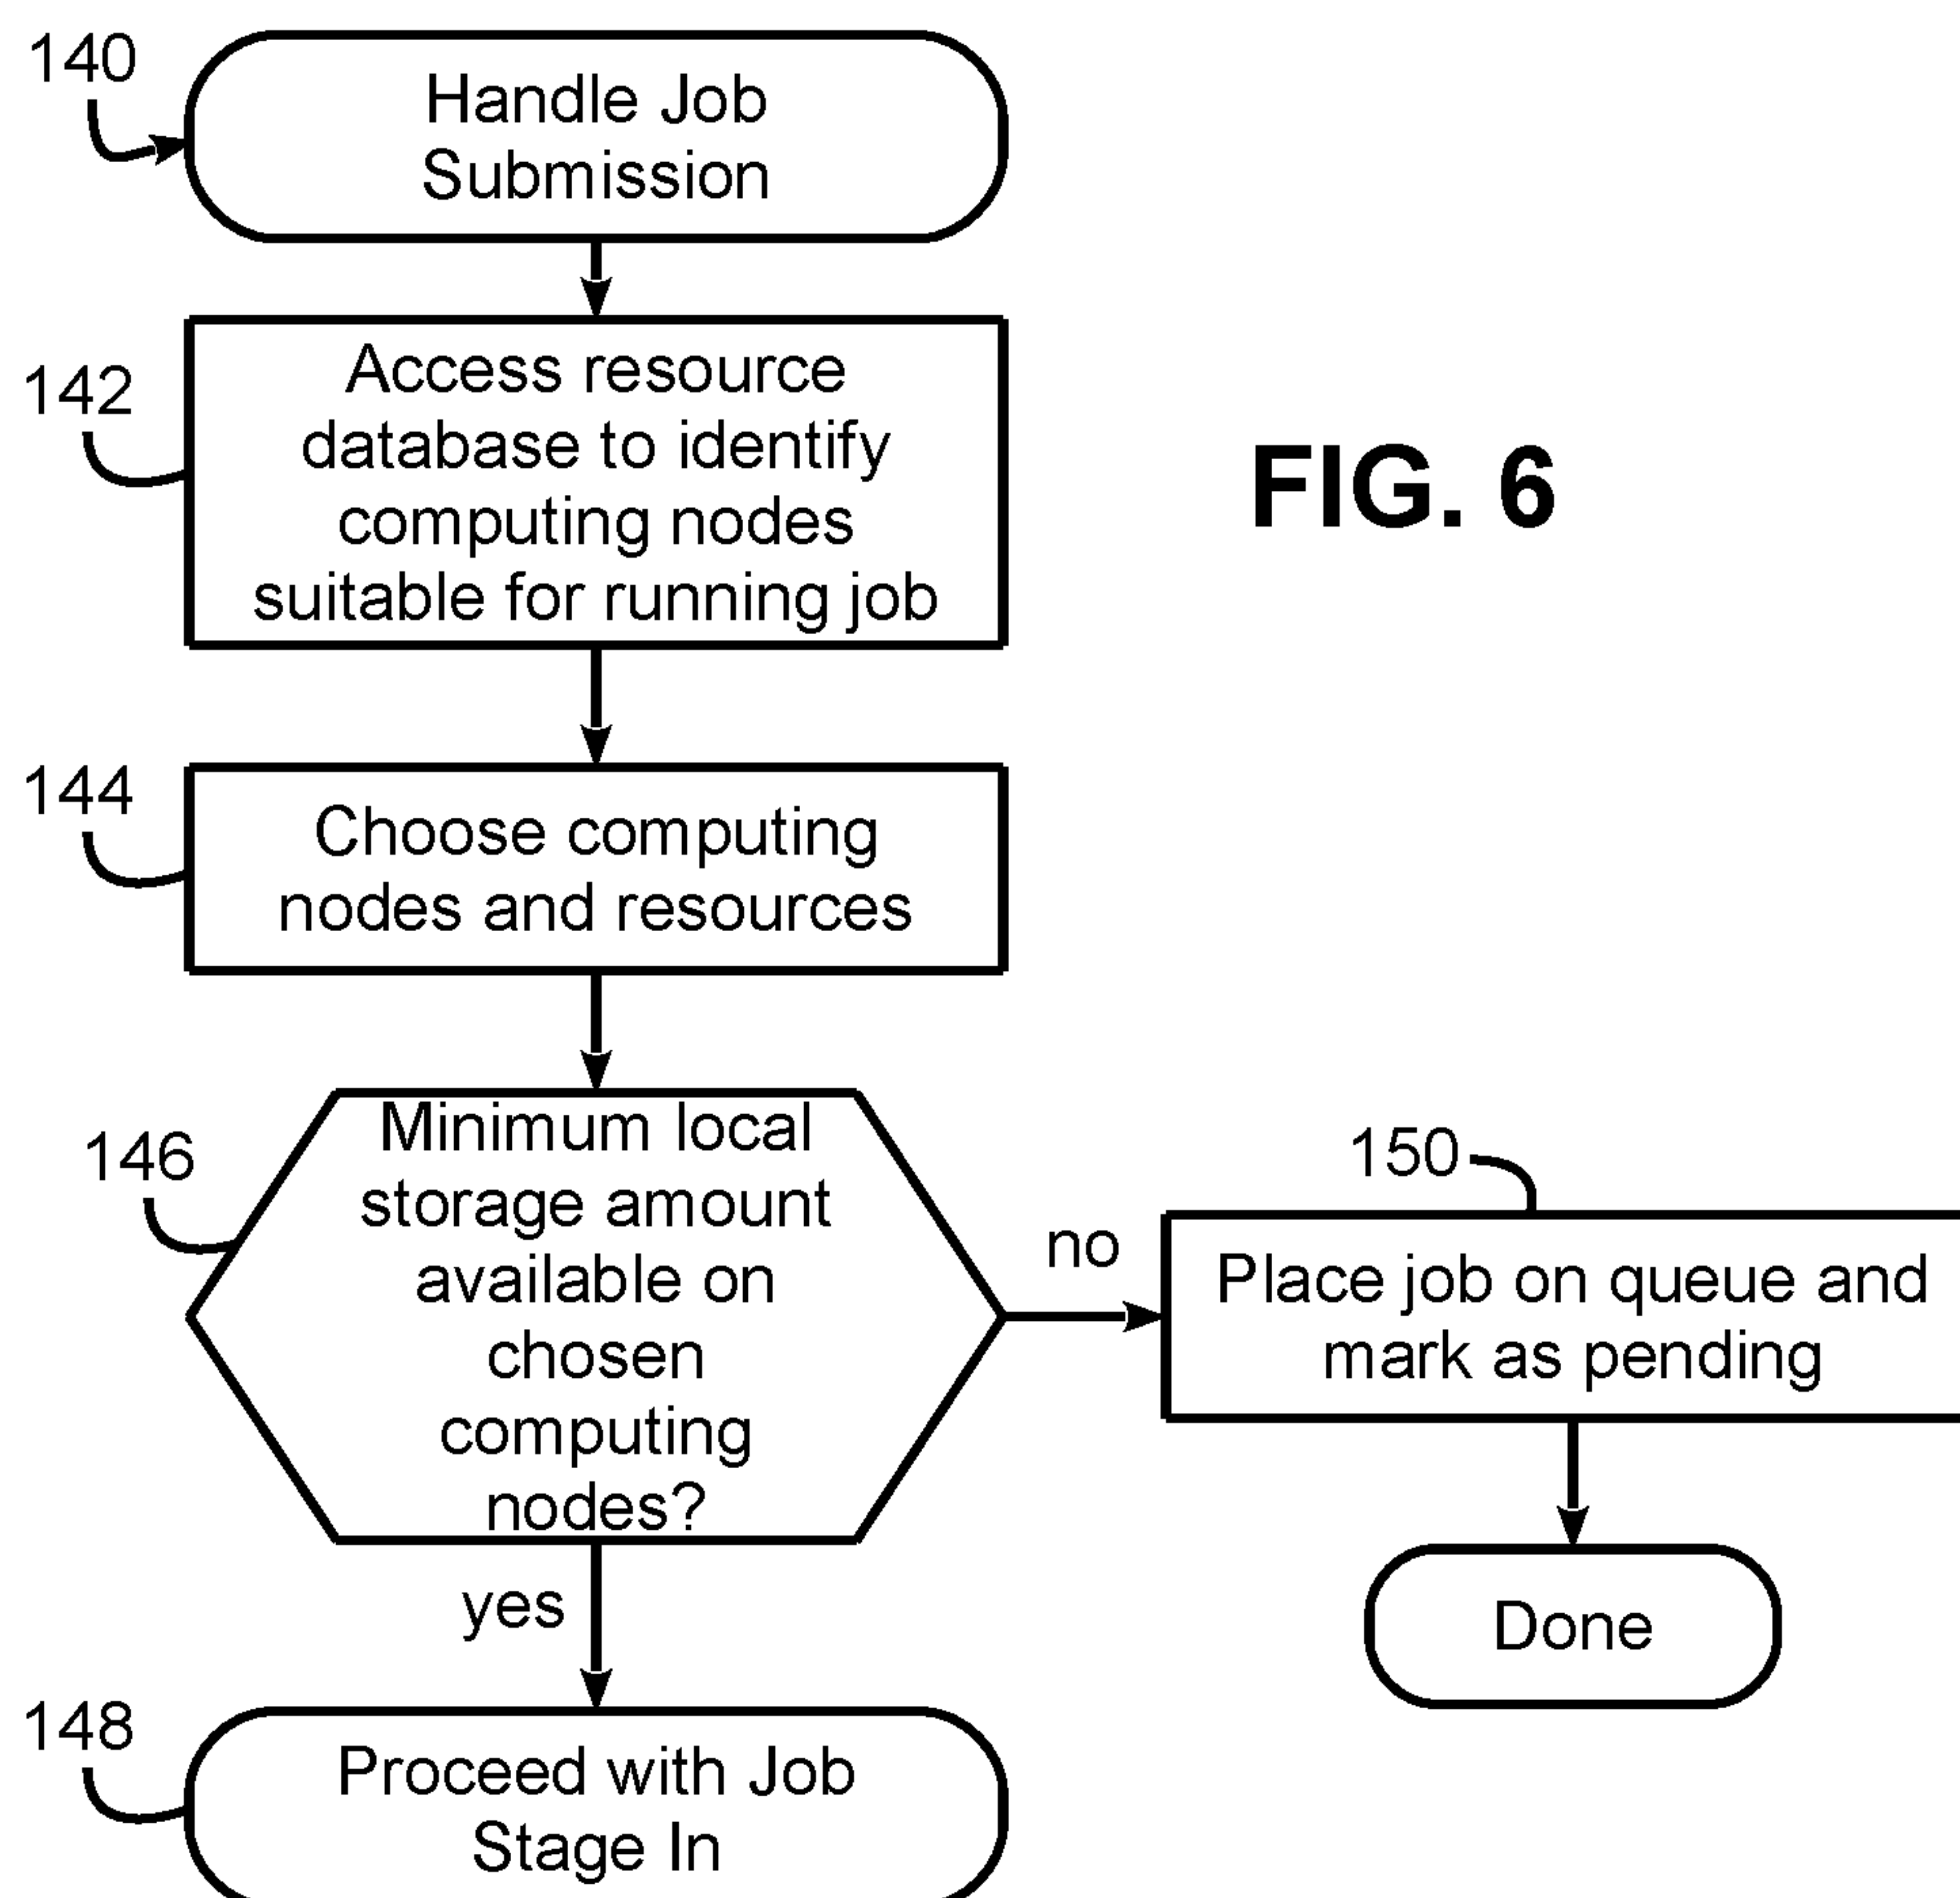 140
Handle Job
Submission
142
Access resource
database to identify
computing nodes
suitable for running job
FIG. 6
144
Choose computing
nodes and resources
146
Minimum local
storage amount
available on
chosen
computing
nodes?
no
150
Place job on queue and
mark as pending
yes
Done
148
Proceed with Job
Stage In